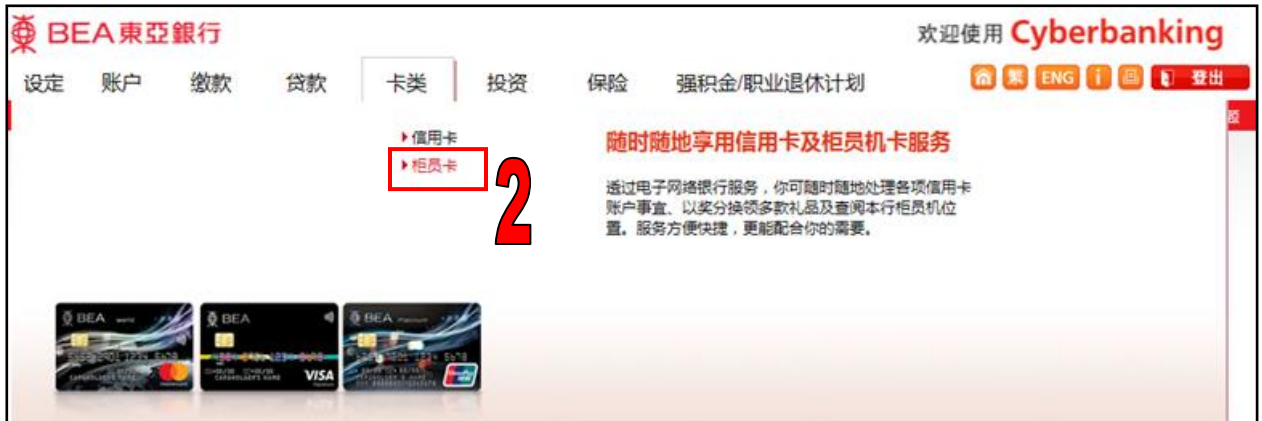 BEA東亞銀行
欢迎使用 Cyberbanking
设定 账户 缴款 贷款 卡类 投资 保险 强积金/职业退休计划
繁 ENG i 登出
信用卡
柜员卡
2
随时随地享用信用卡及柜员机卡服务
透过电子网络银行服务，你可随时随地处理各项信用卡
账户事宜、以奖分换领多款礼品及查阅本行柜员机位
置。服务方便快捷，更能配合你的需要。
BEA
BEA
BEA
VISA